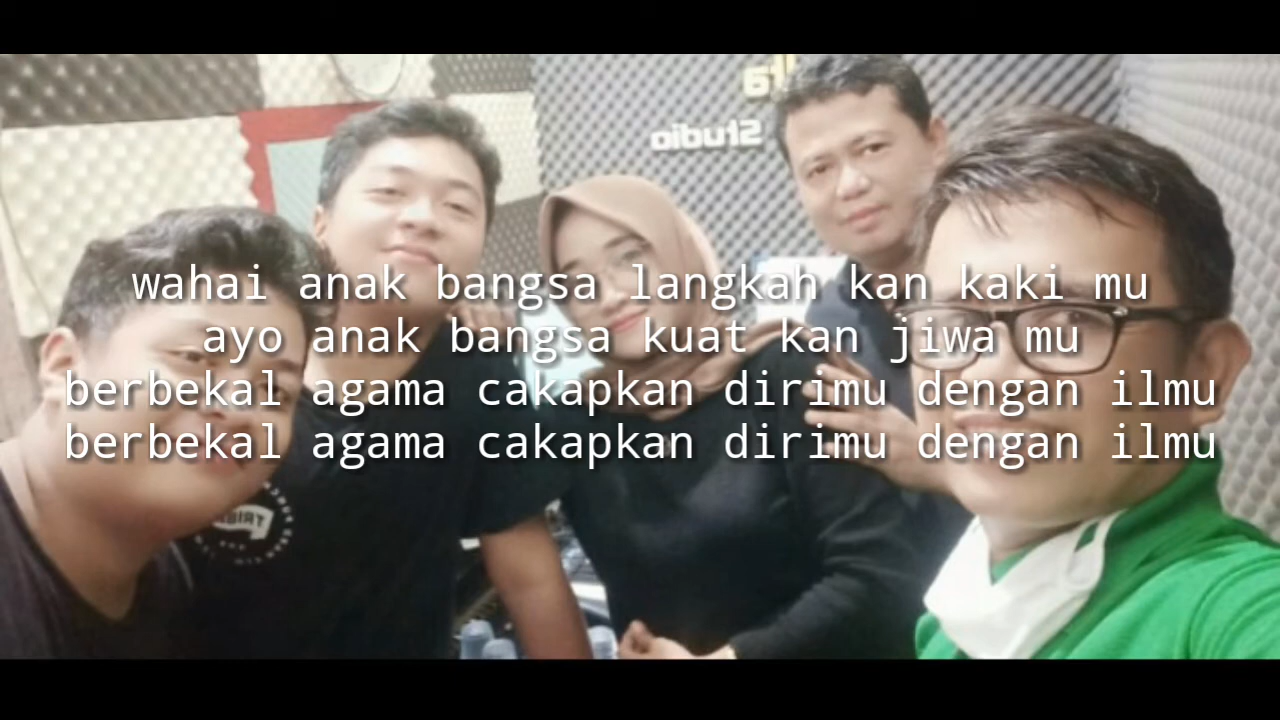 Studio
wahai anak bangsa langkah kan kaki mu
ayo anak bangsa kuat kan jiwa mu
berbekal agama cakapkan dirimu dengan ilmu
berbekal agama cakapkan dirimu dengan ilmu